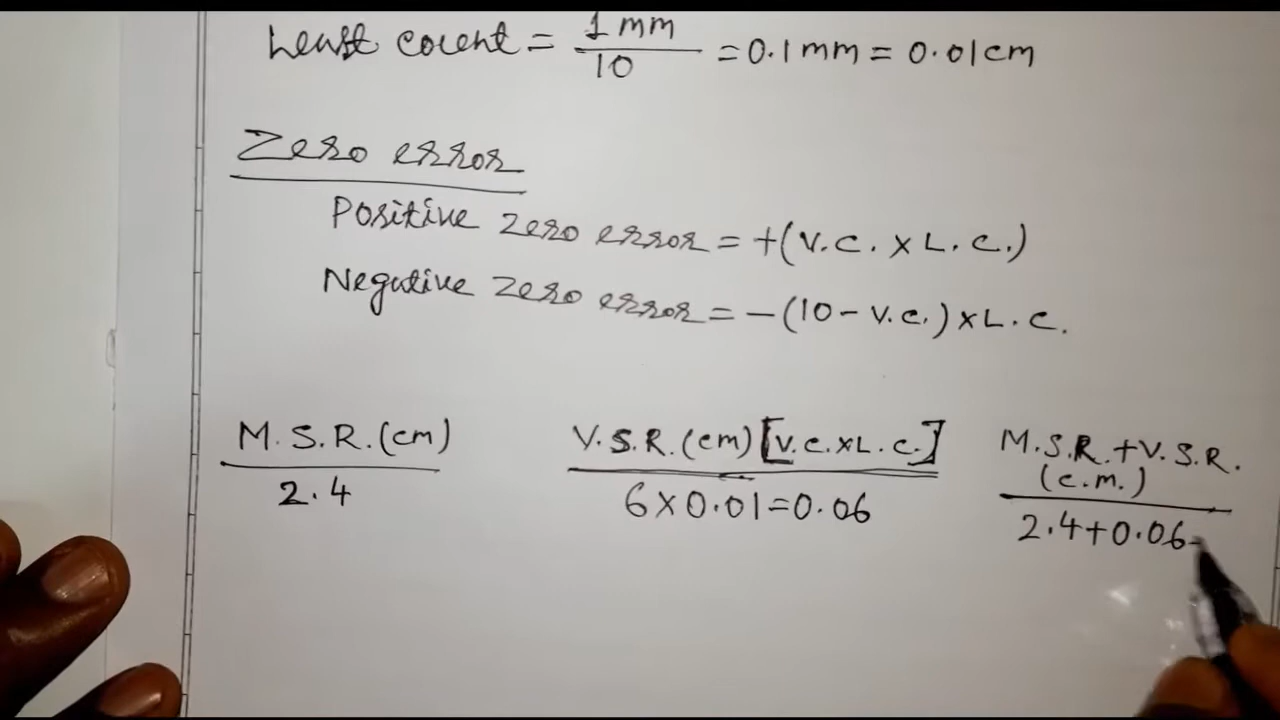 Least count = 1 mm / 10 = 0.1 mm = 0.01 cm
Zero error
Positive zero error = +(V.C. × L.C.)
Negative zero error = -(10 - V.C.) × L.C.
M.S.R. (cm)
2.4
V.S.R. (cm) [V.C. × L.C.]
6 × 0.01 = 0.06
M.S.R. + V.S.R.
(c.m.)
2.4 + 0.06 -